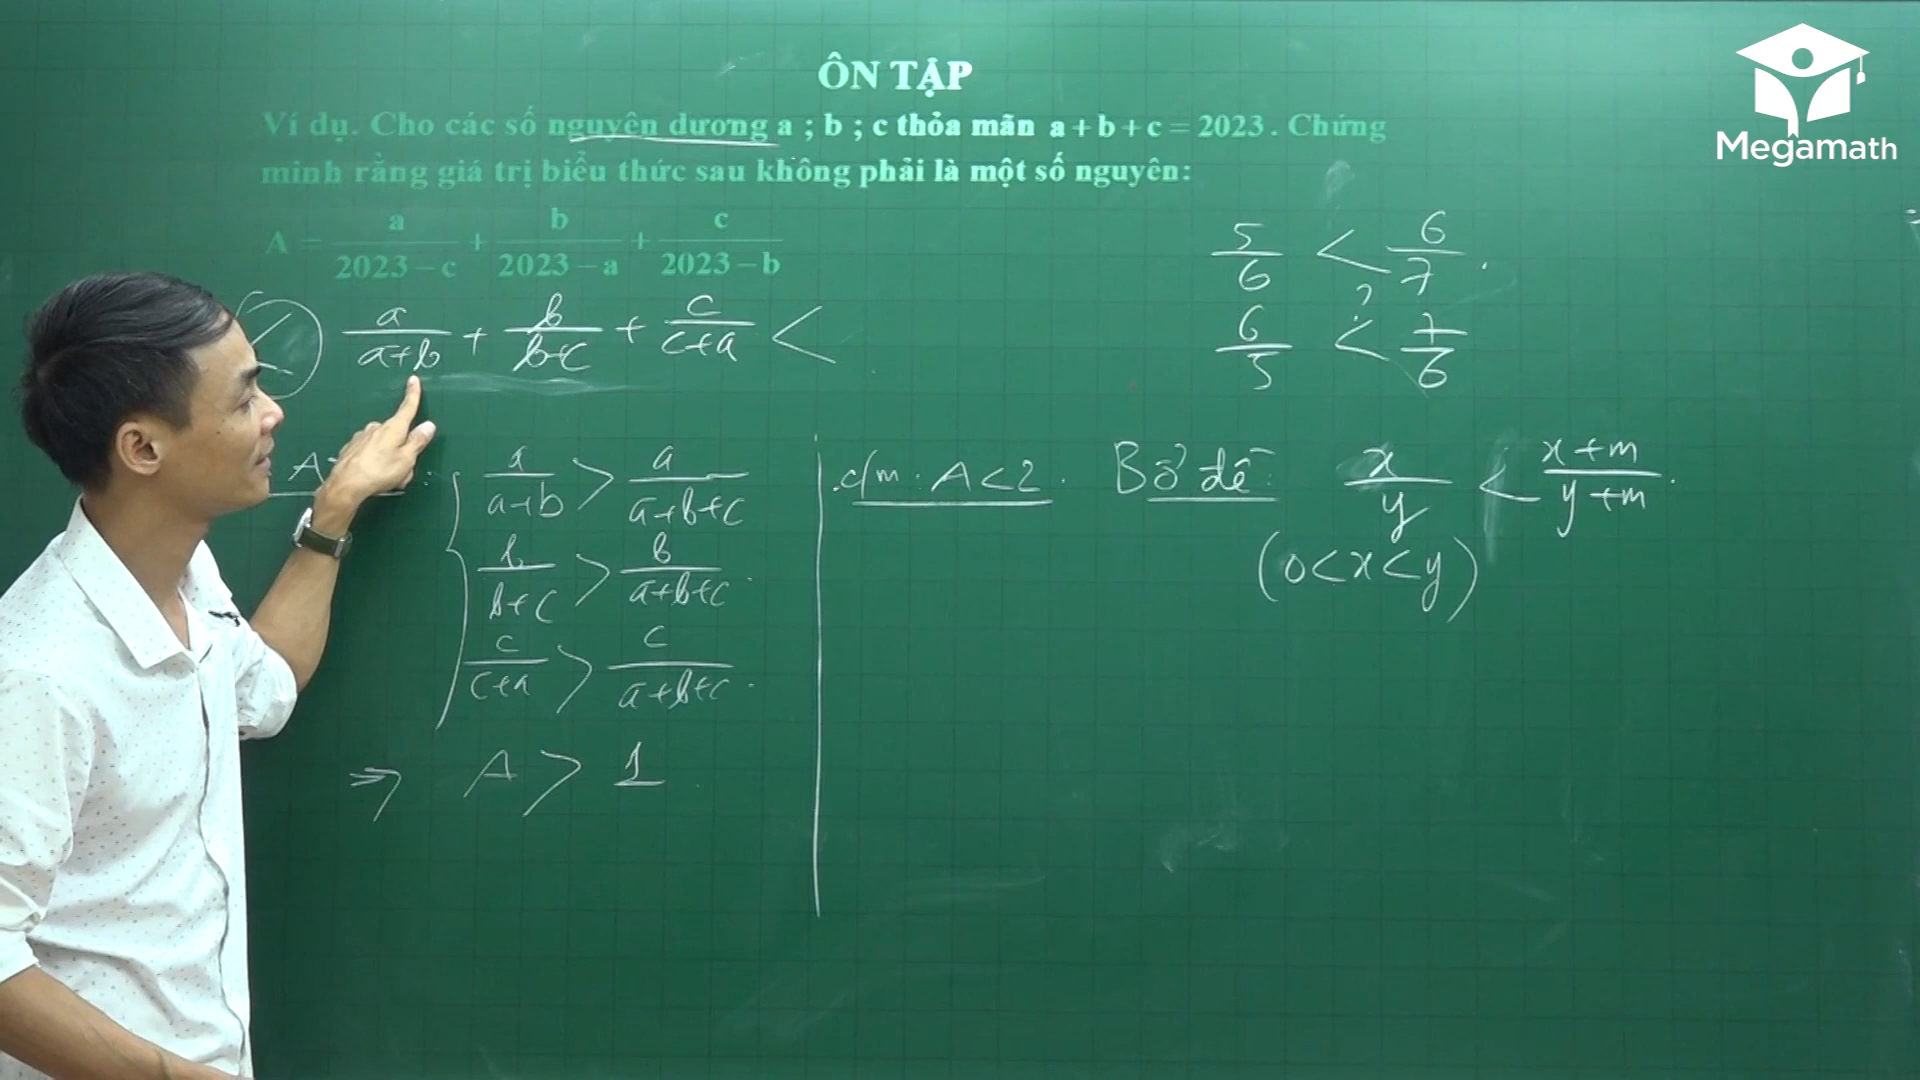 Megamath
ÔN TẬP
Ví dụ. Cho các số nguyên dương a ; b ; c thỏa mãn a + b + c = 2023. Chứng
minh rằng giá trị biểu thức sau không phải là một số nguyên:
A = a/(2023 – c) + b/(2023 – a) + c/(2023 – b)
a/(a+b) + b/(b+c) + c/(c+a) <
5/6 < 6/7 .
?
6/5 < 7/6
a/(a+b) > a/(a+b+c)
b/(b+c) > b/(a+b+c) .
c/(c+a) > c/(a+b+c) .
⇒ A > 1
c/m : A < 2 . Bổ đề : x/y < (x+m)/(y+m) .
(0 < x < y)